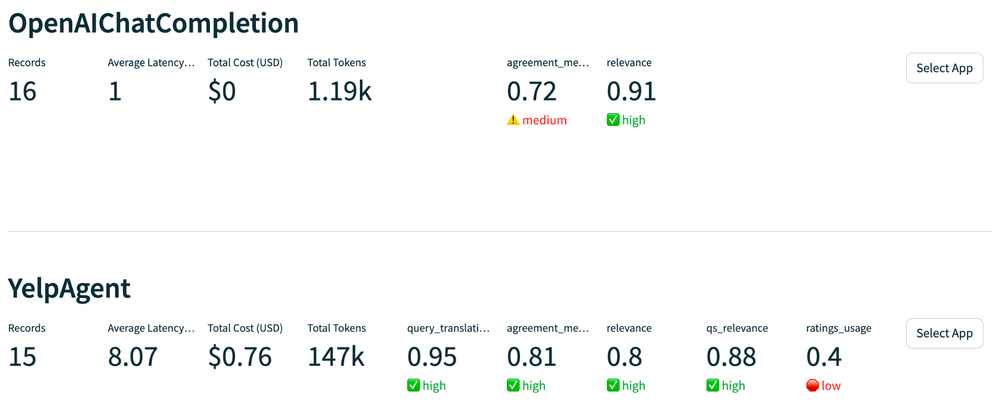 OpenAIChatCompletion
Records Average Latency... Total Cost (USD) Total Tokens agreement_me... relevance Select App
16 1 $0 1.19k 0.72 0.91
medium high
YelpAgent
Records Average Latency... Total Cost (USD) Total Tokens query_translati... agreement_me... relevance qs_relevance ratings_usage Select App
15 8.07 $0.76 147k 0.95 0.81 0.8 0.88 0.4
high high high high low